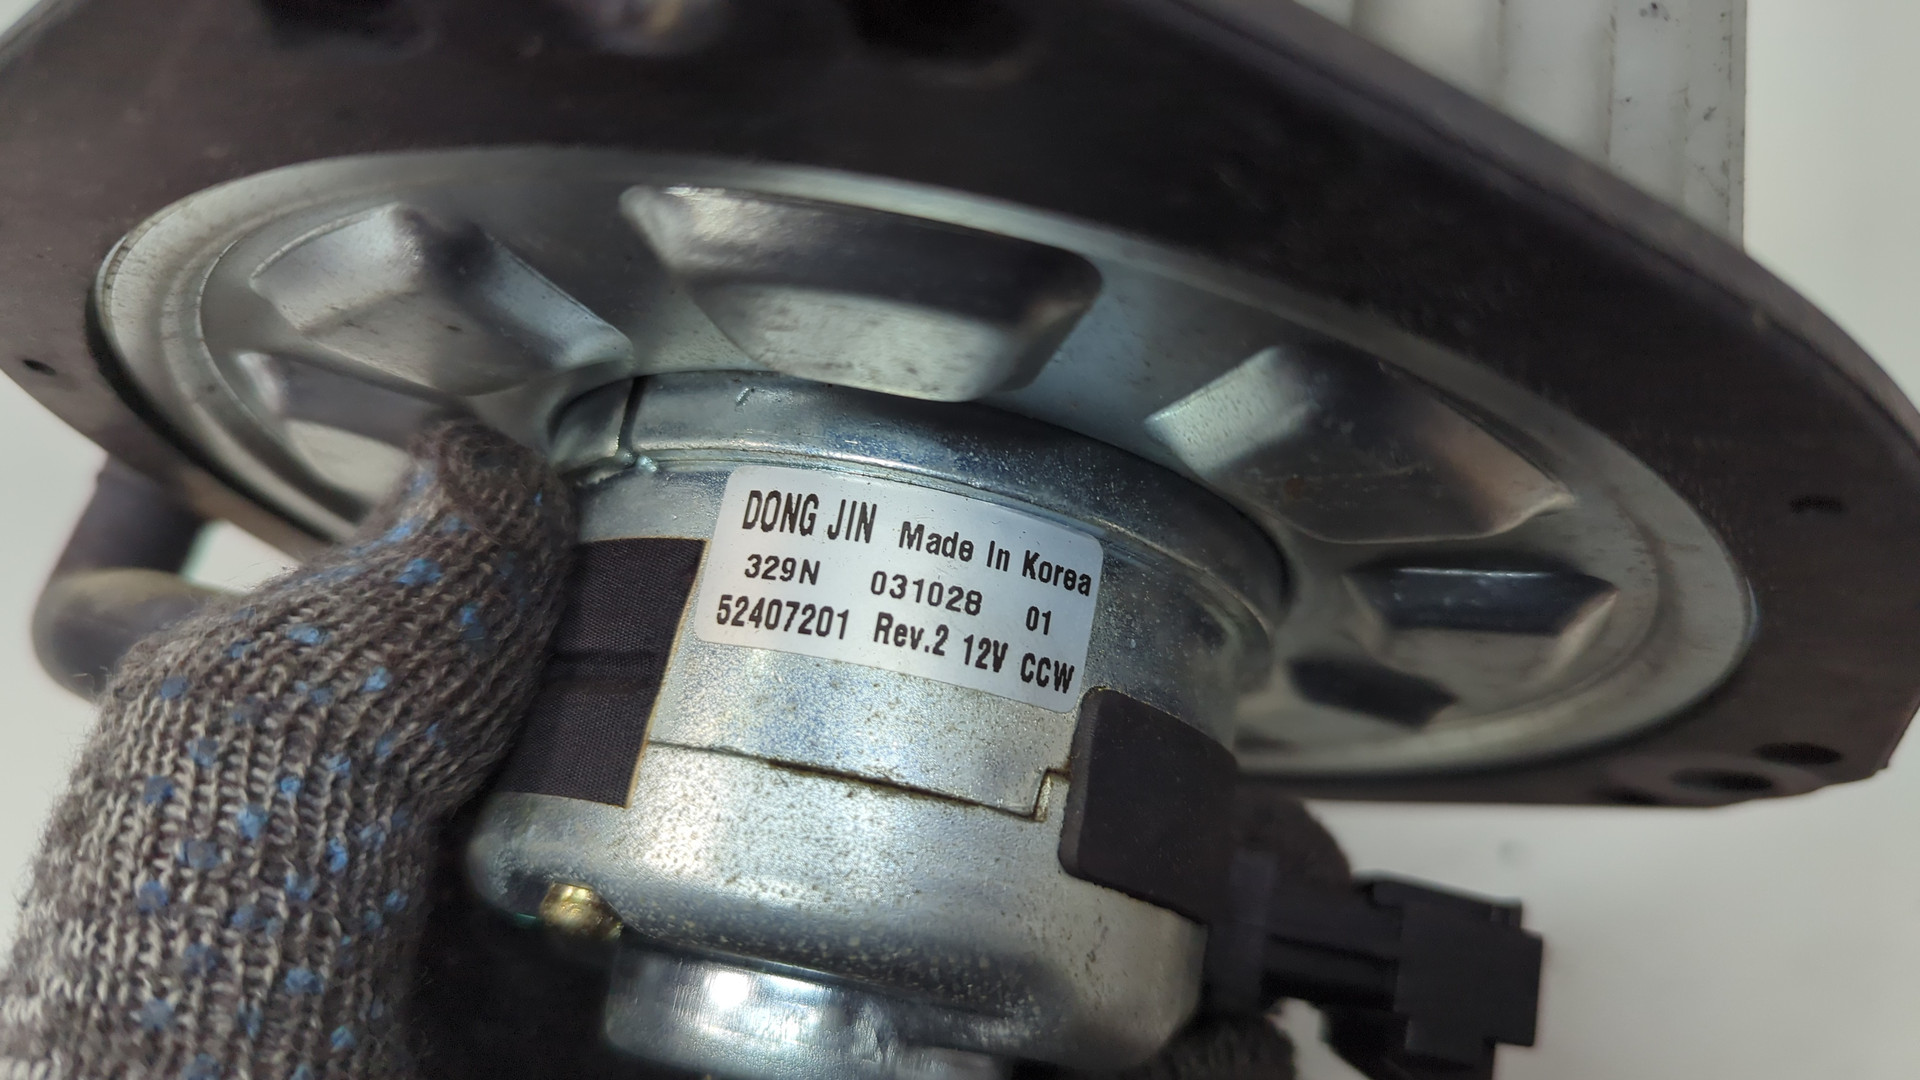 DONG JIN Made In Korea
329N 031028 01
52407201 Rev.2 12V CCW